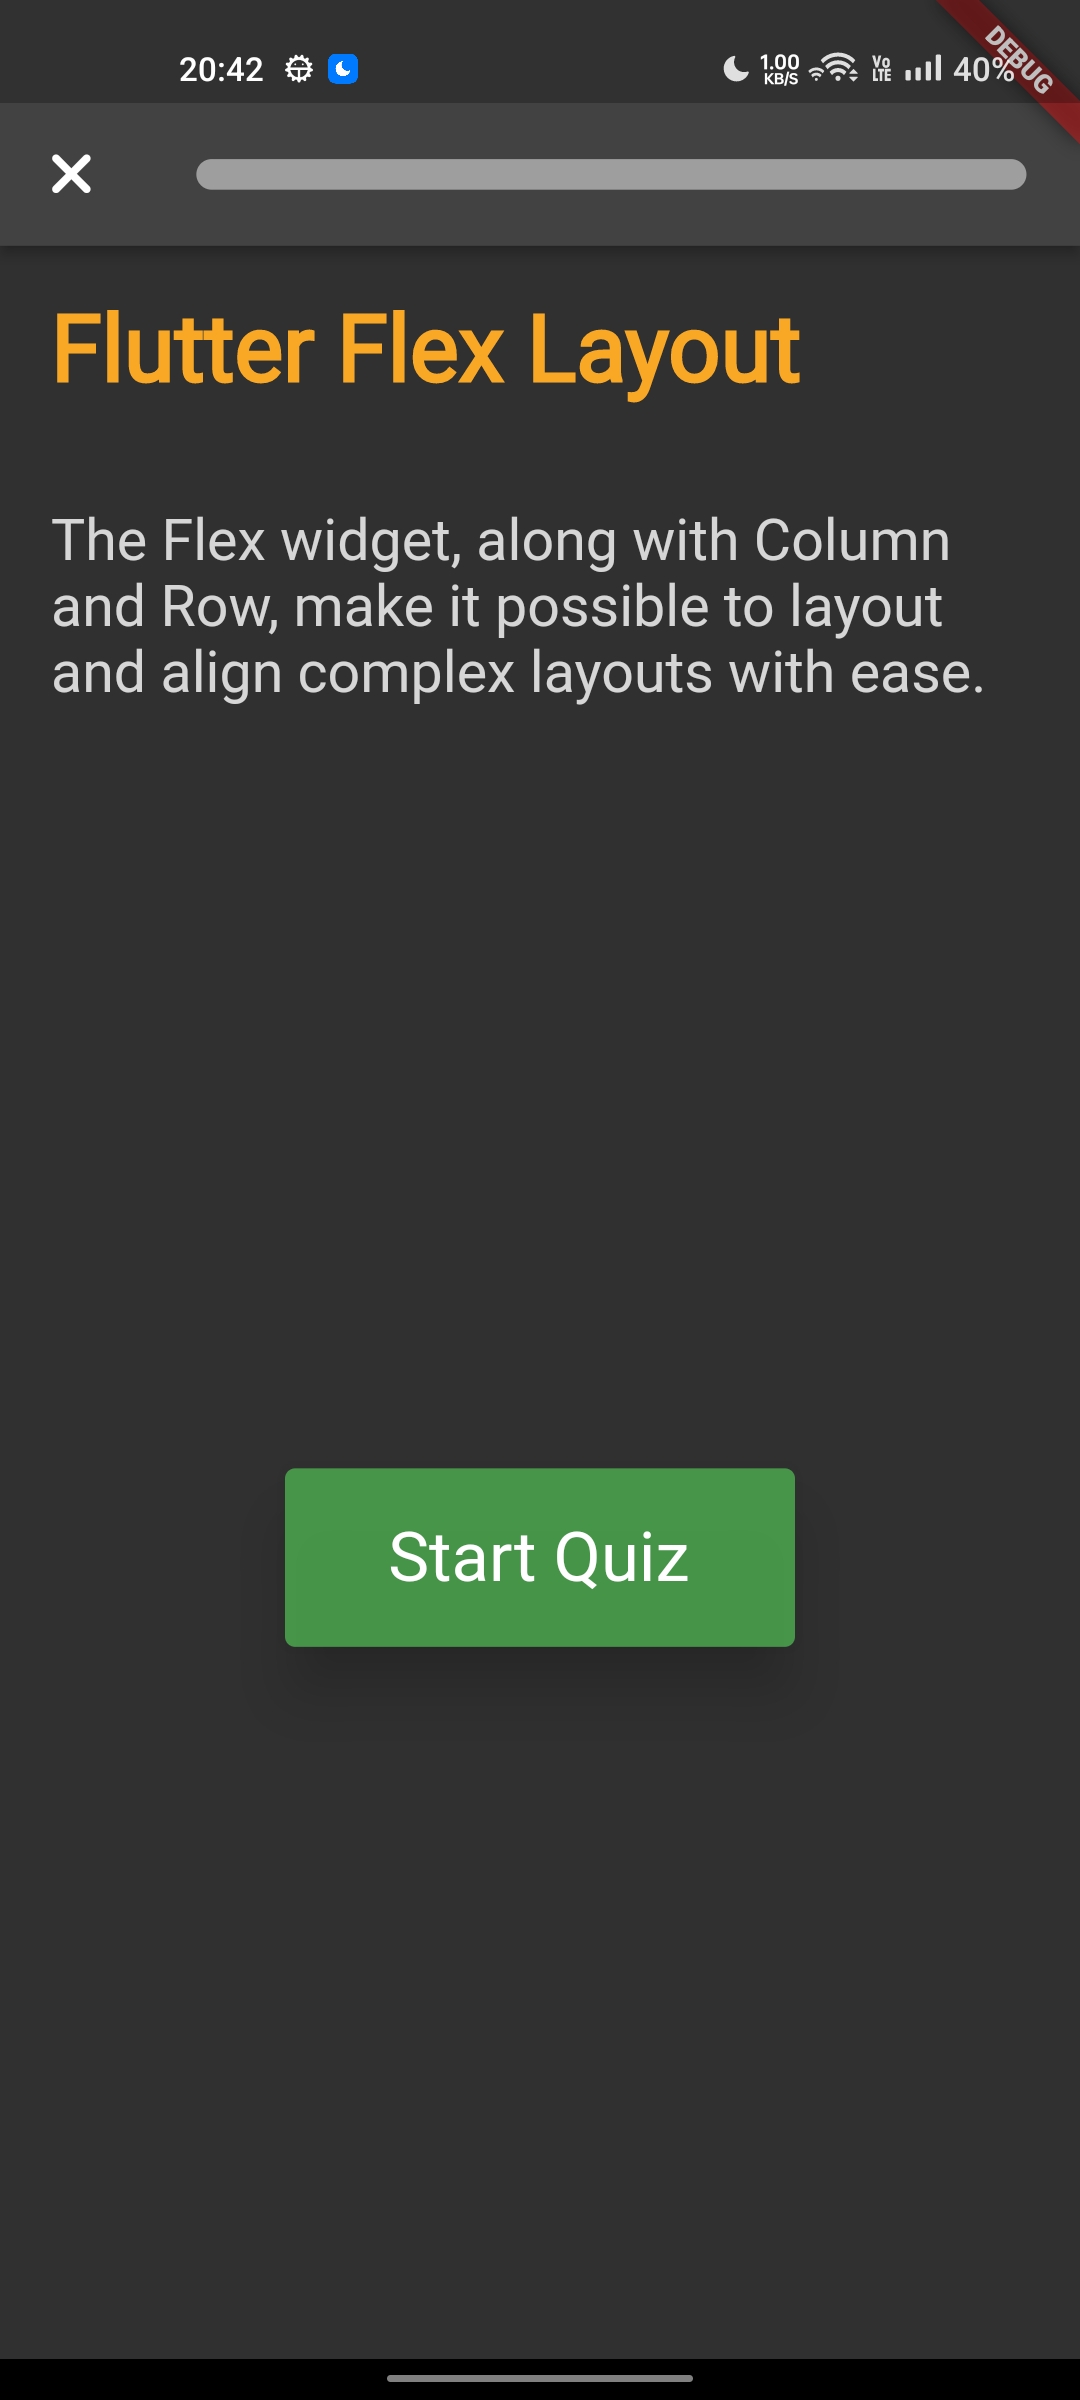 20:42 1.00 KB/S Vo LTE 40%
DEBUG
Flutter Flex Layout
The Flex widget, along with Column
and Row, make it possible to layout
and align complex layouts with ease.
Start Quiz